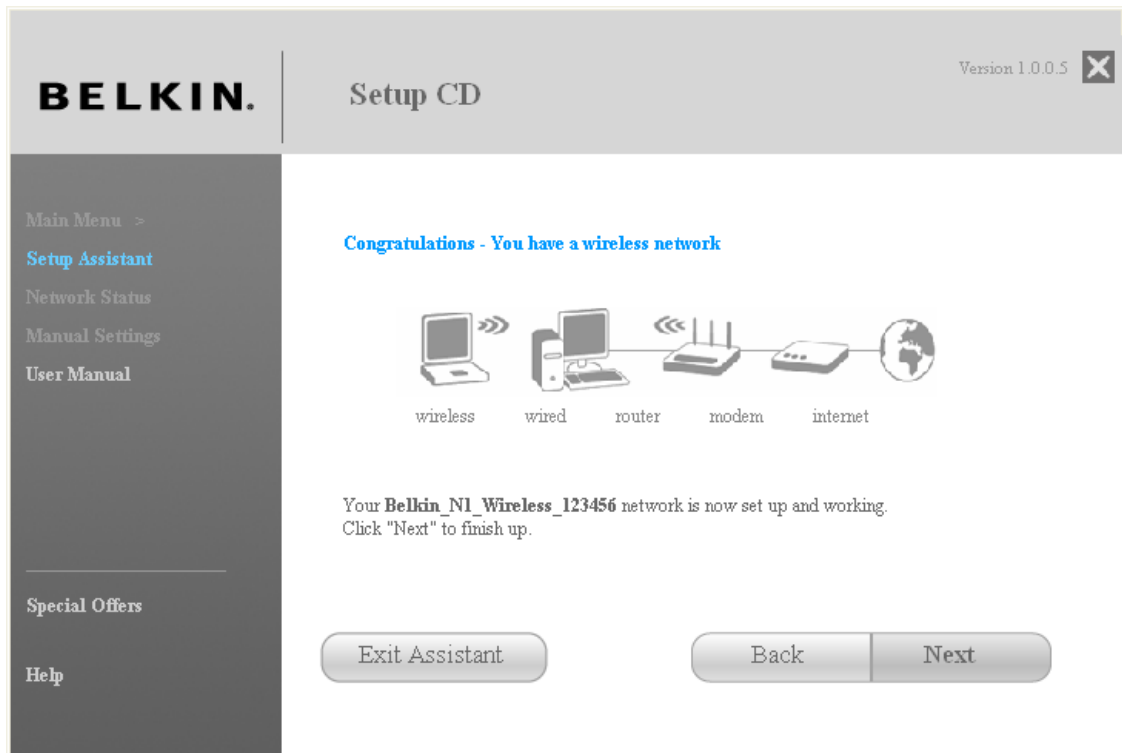 BELKIN.
Setup CD
Version 1.0.0.5
Main Menu >
Setup Assistant
Network Status
Manual Settings
User Manual
Special Offers
Help
Congratulations - You have a wireless network
wireless wired router modem internet
Your Belkin_N1_Wireless_123456 network is now set up and working.
Click "Next" to finish up.
Exit Assistant
Back
Next